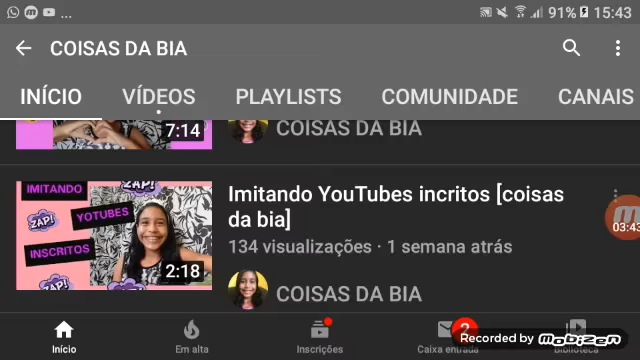 ... 91% 15:43
COISAS DA BIA
INÍCIO VÍDEOS PLAYLISTS COMUNIDADE CANAIS
7:14
COISAS DA BIA
IMITANDO
ZAP!
ZAP!
YOTUBES
INSCRITOS
2:18
Imitando YouTubes incritos [coisas
da bia]
134 visualizações · 1 semana atrás
COISAS DA BIA
03:43
Início
Em alta
Inscrições
Caixa entrada
2
Biblioteca
Recorded by Mobizen